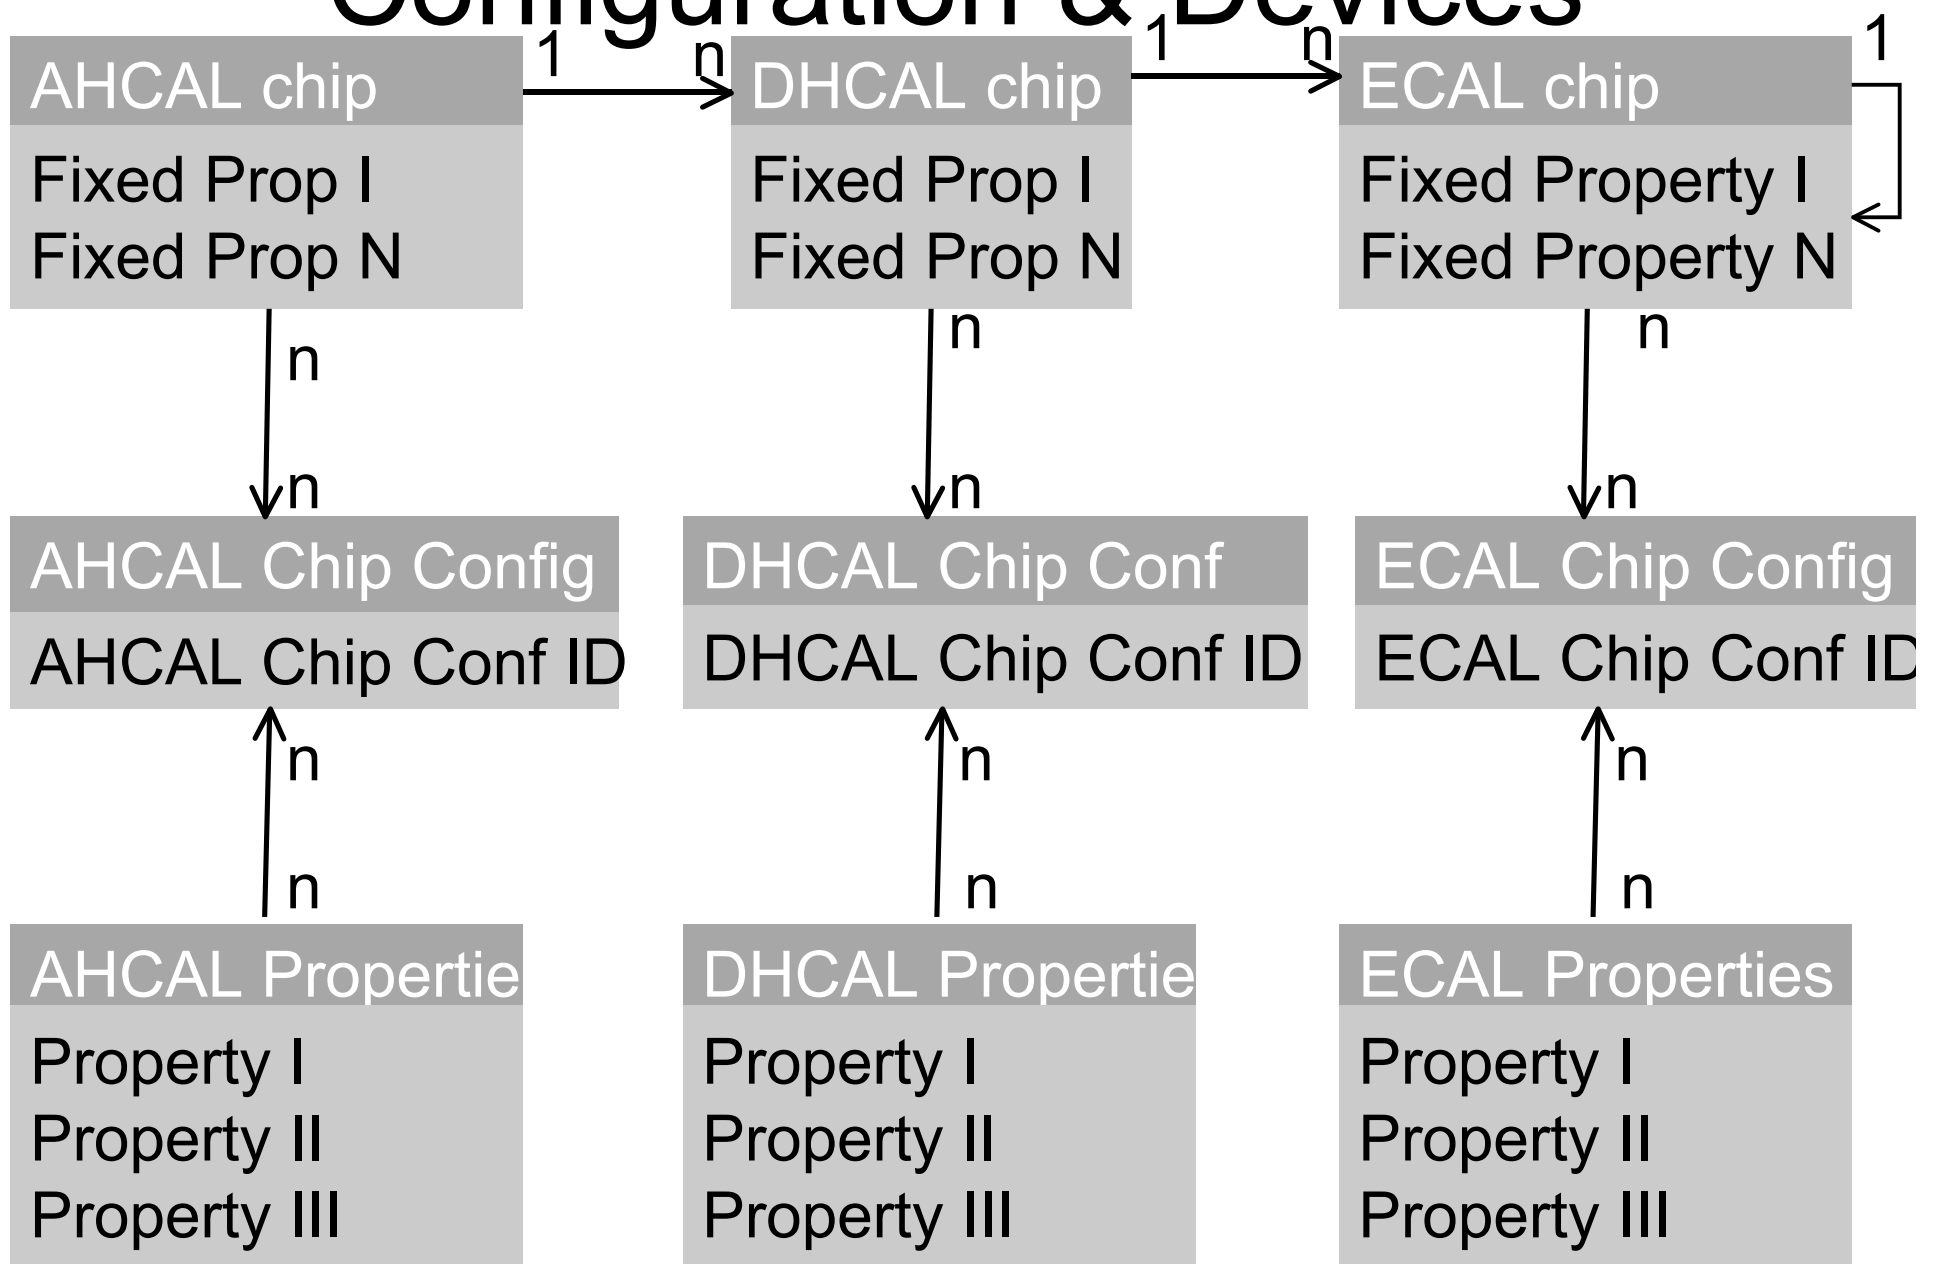 Configuration & Devices
1 n 1 n 1
AHCAL chip
Fixed Prop I
Fixed Prop N
DHCAL chip
Fixed Prop I
Fixed Prop N
ECAL chip
Fixed Property I
Fixed Property N
n n n
n n n
AHCAL Chip Config
AHCAL Chip Conf ID
DHCAL Chip Conf
DHCAL Chip Conf ID
ECAL Chip Config
ECAL Chip Conf ID
n n n
n n n
AHCAL Propertie
Property I
Property II
Property III
DHCAL Propertie
Property I
Property II
Property III
ECAL Properties
Property I
Property II
Property III